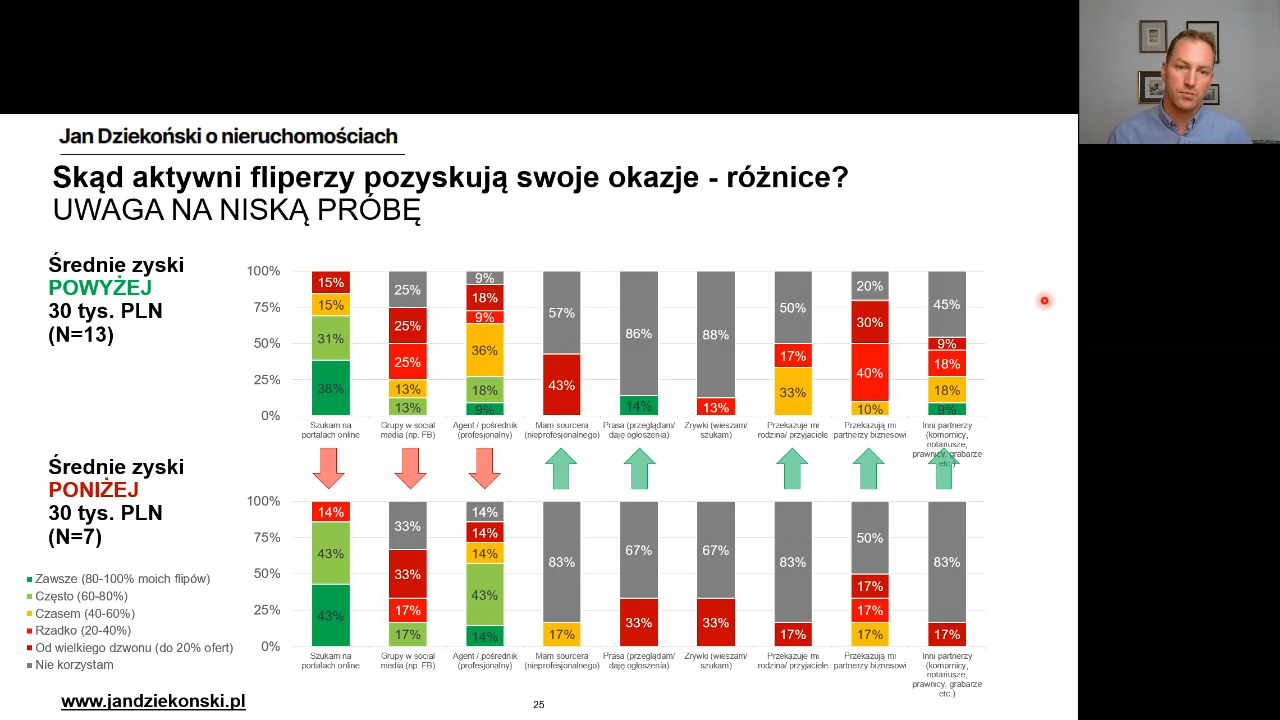 Jan Dziekoński o nieruchomościach
Skąd aktywni fliperzy pozyskują swoje okazje - różnice?
UWAGA NA NISKĄ PRÓBĘ
Średnie zyski
POWYŻEJ
30 tys. PLN
(N=13)
100%
75%
50%
25%
0%
15%
15%
31%
38%
25%
25%
25%
13%
13%
9%
18%
9%
36%
18%
9%
57%
43%
86%
14%
88%
13%
50%
17%
33%
20%
30%
40%
10%
45%
9%
18%
18%
9%
Szukam na
portalach online
Grupy w social
media (np. FB)
Agent / pośrednik
(profesjonalny)
Mam sourcera
(nieprofesjonalnego)
Prasa (przeglądam/
daję ogłoszenia)
Zrywki (wieszam/
szukam)
Przekazuje mi
rodzina/ przyjaciele
Przekazują mi
partnerzy biznesowi
Inni partnerzy
(komornicy,
notariusze,
prawnicy, grabarze
etc.)
Średnie zyski
PONIŻEJ
30 tys. PLN
(N=7)
100%
75%
50%
25%
0%
14%
43%
43%
33%
33%
17%
17%
14%
14%
14%
43%
14%
83%
17%
67%
33%
67%
33%
83%
17%
50%
17%
17%
17%
83%
17%
Szukam na
portalach online
Grupy w social
media (np. FB)
Agent / pośrednik
(profesjonalny)
Mam sourcera
(nieprofesjonalnego)
Prasa (przeglądam/
daję ogłoszenia)
Zrywki (wieszam/
szukam)
Przekazuje mi
rodzina/ przyjaciele
Przekazują mi
partnerzy biznesowi
Inni partnerzy
(komornicy,
notariusze,
prawnicy, grabarze
etc.)
Zawsze (80-100% moich flipów)
Często (60-80%)
Czasem (40-60%)
Rzadko (20-40%)
Od wielkiego dzwonu (do 20% ofert)
Nie korzystam
www.jandziekonski.pl
25